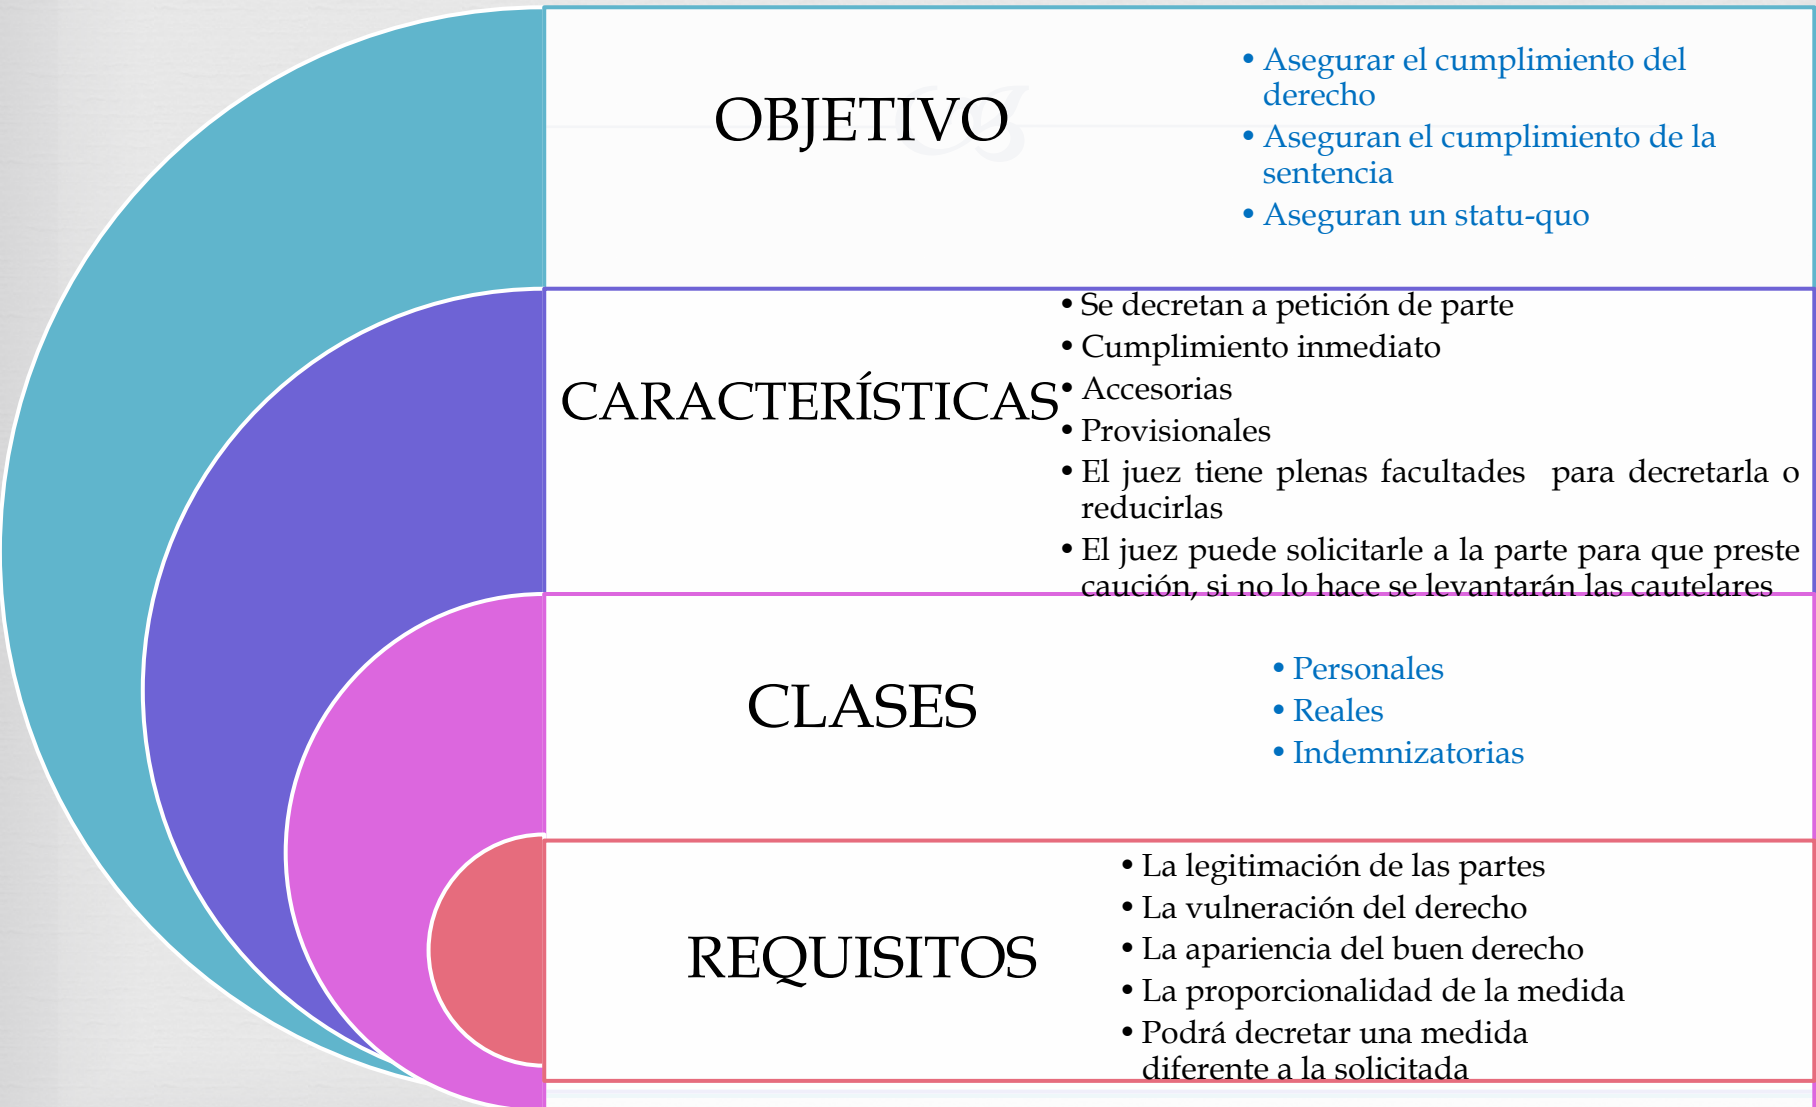 OBJETIVO
• Asegurar el cumplimiento del
derecho
• Aseguran el cumplimiento de la
sentencia
• Aseguran un statu-quo
CARACTERÍSTICAS
• Se decretan a petición de parte
• Cumplimiento inmediato
• Accesorias
• Provisionales
• El juez tiene plenas facultades para decretarla o
reducirlas
• El juez puede solicitarle a la parte para que preste
caución, si no lo hace se levantarán las cautelares
CLASES
• Personales
• Reales
• Indemnizatorias
REQUISITOS
• La legitimación de las partes
• La vulneración del derecho
• La apariencia del buen derecho
• La proporcionalidad de la medida
• Podrá decretar una medida
diferente a la solicitada